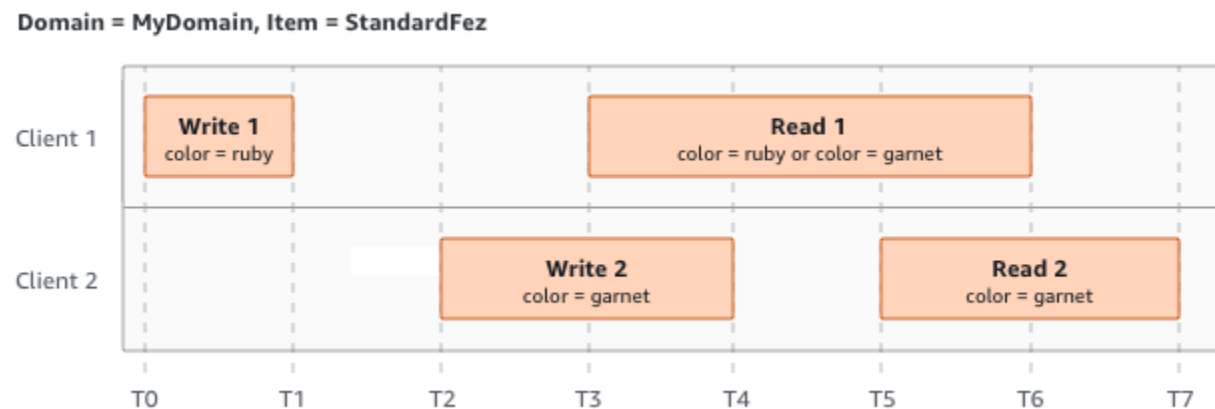 Domain = MyDomain, Item = StandardFez
Client 1
Write 1
color = ruby
Read 1
color = ruby or color = garnet
Client 2
Write 2
color = garnet
Read 2
color = garnet
T0 T1 T2 T3 T4 T5 T6 T7